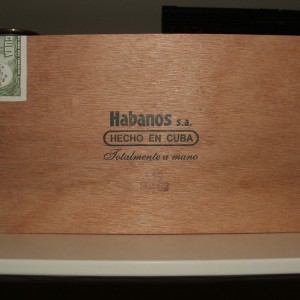 Habanos s.a.
HECHO EN CUBA
Totalmente a mano